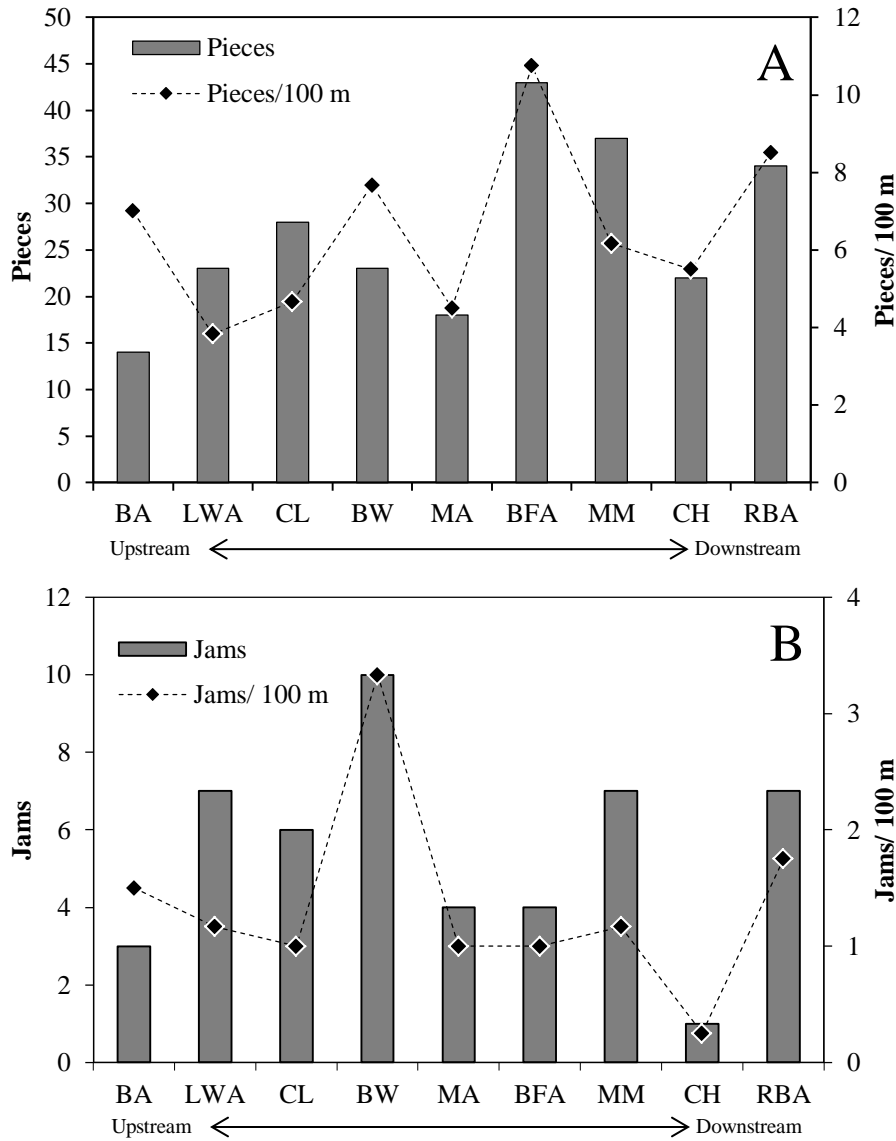 50
45
40
35
30
25
20
15
10
5
0
Pieces
Pieces
Pieces/100 m
A
12
10
8
6
4
2
0
Pieces/ 100 m
BA LWA CL BW MA BFA MM CH RBA
Upstream Downstream
12
10
8
6
4
2
0
Jams
Jams
Jams/ 100 m
B
4
3
2
1
0
Jams/ 100 m
BA LWA CL BW MA BFA MM CH RBA
Upstream Downstream